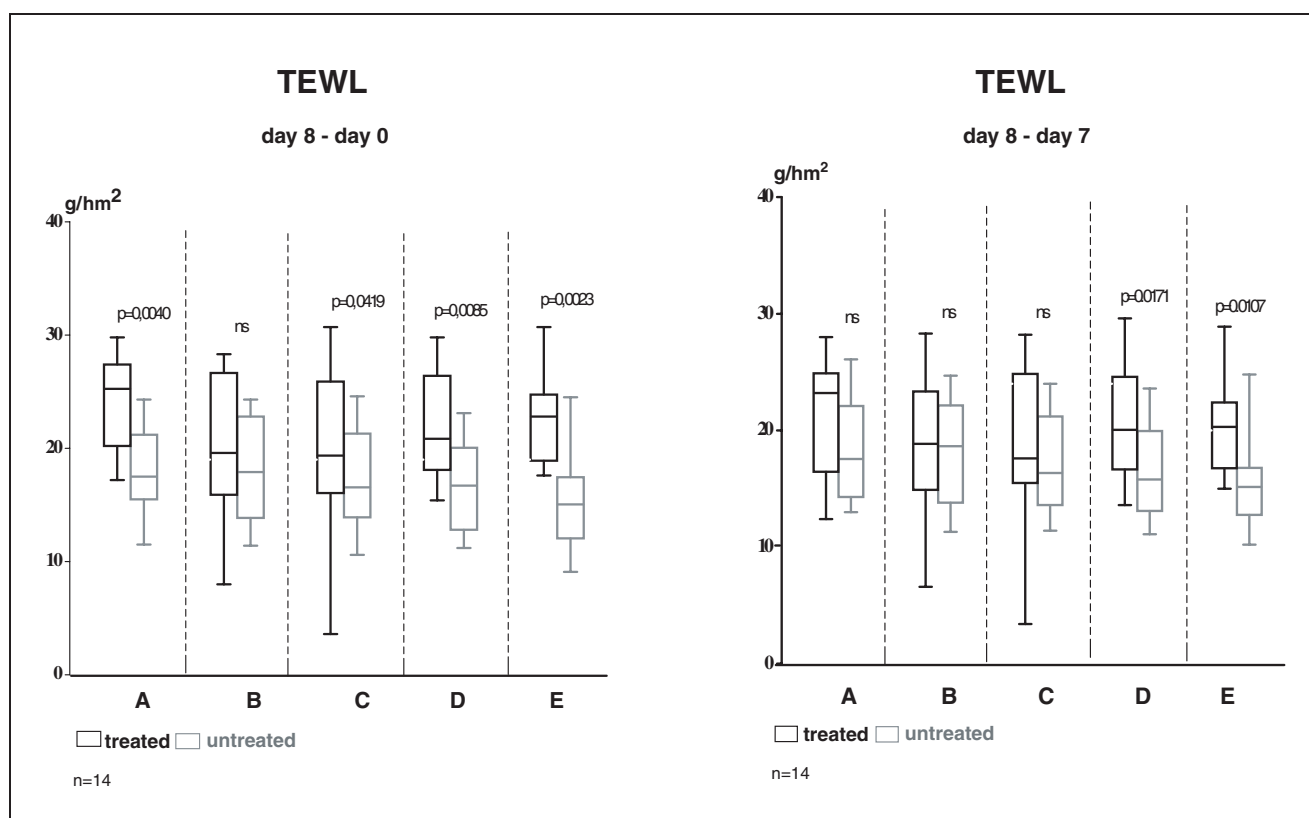 TEWL
day 8 - day 0
g/hm²
40
30
20
10
0
p=0,0040
ns
p=0,0419
p=0,0085
p=0,0023
A B C D E
treated untreated
n=14
TEWL
day 8 - day 7
g/hm²
40
30
20
10
0
ns
ns
ns
p=0.0171
p=0.0107
A B C D E
treated untreated
n=14